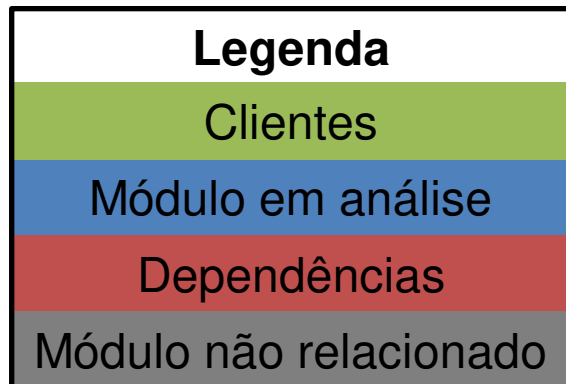 Legenda
Clientes
Módulo em análise
Dependências
Módulo não relacionado